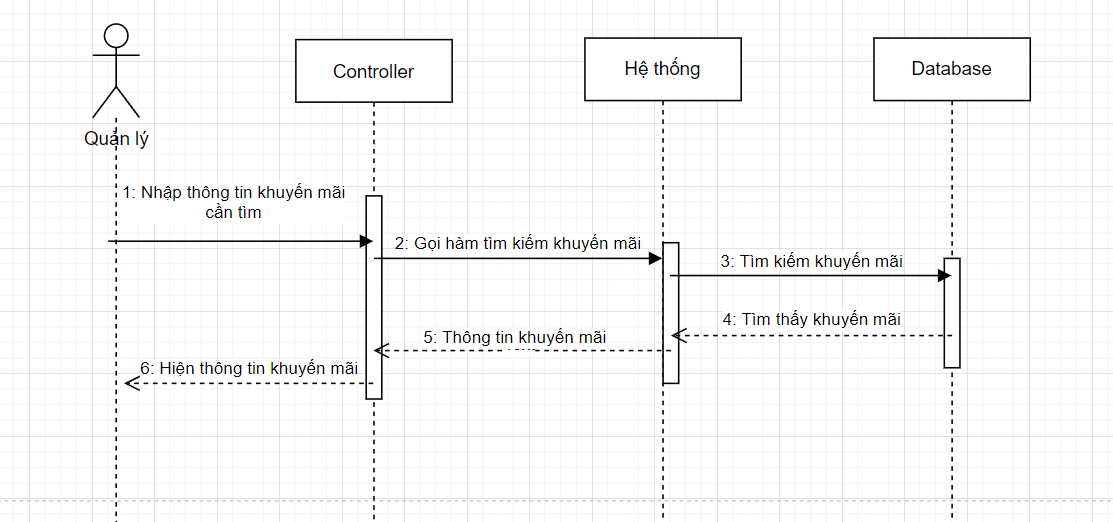 Quản lý
Controller
Hệ thống
Database
1: Nhập thông tin khuyến mãi
cần tìm
2: Gọi hàm tìm kiếm khuyến mãi
3: Tìm kiếm khuyến mãi
4: Tìm thấy khuyến mãi
5: Thông tin khuyến mãi
6: Hiện thông tin khuyến mãi